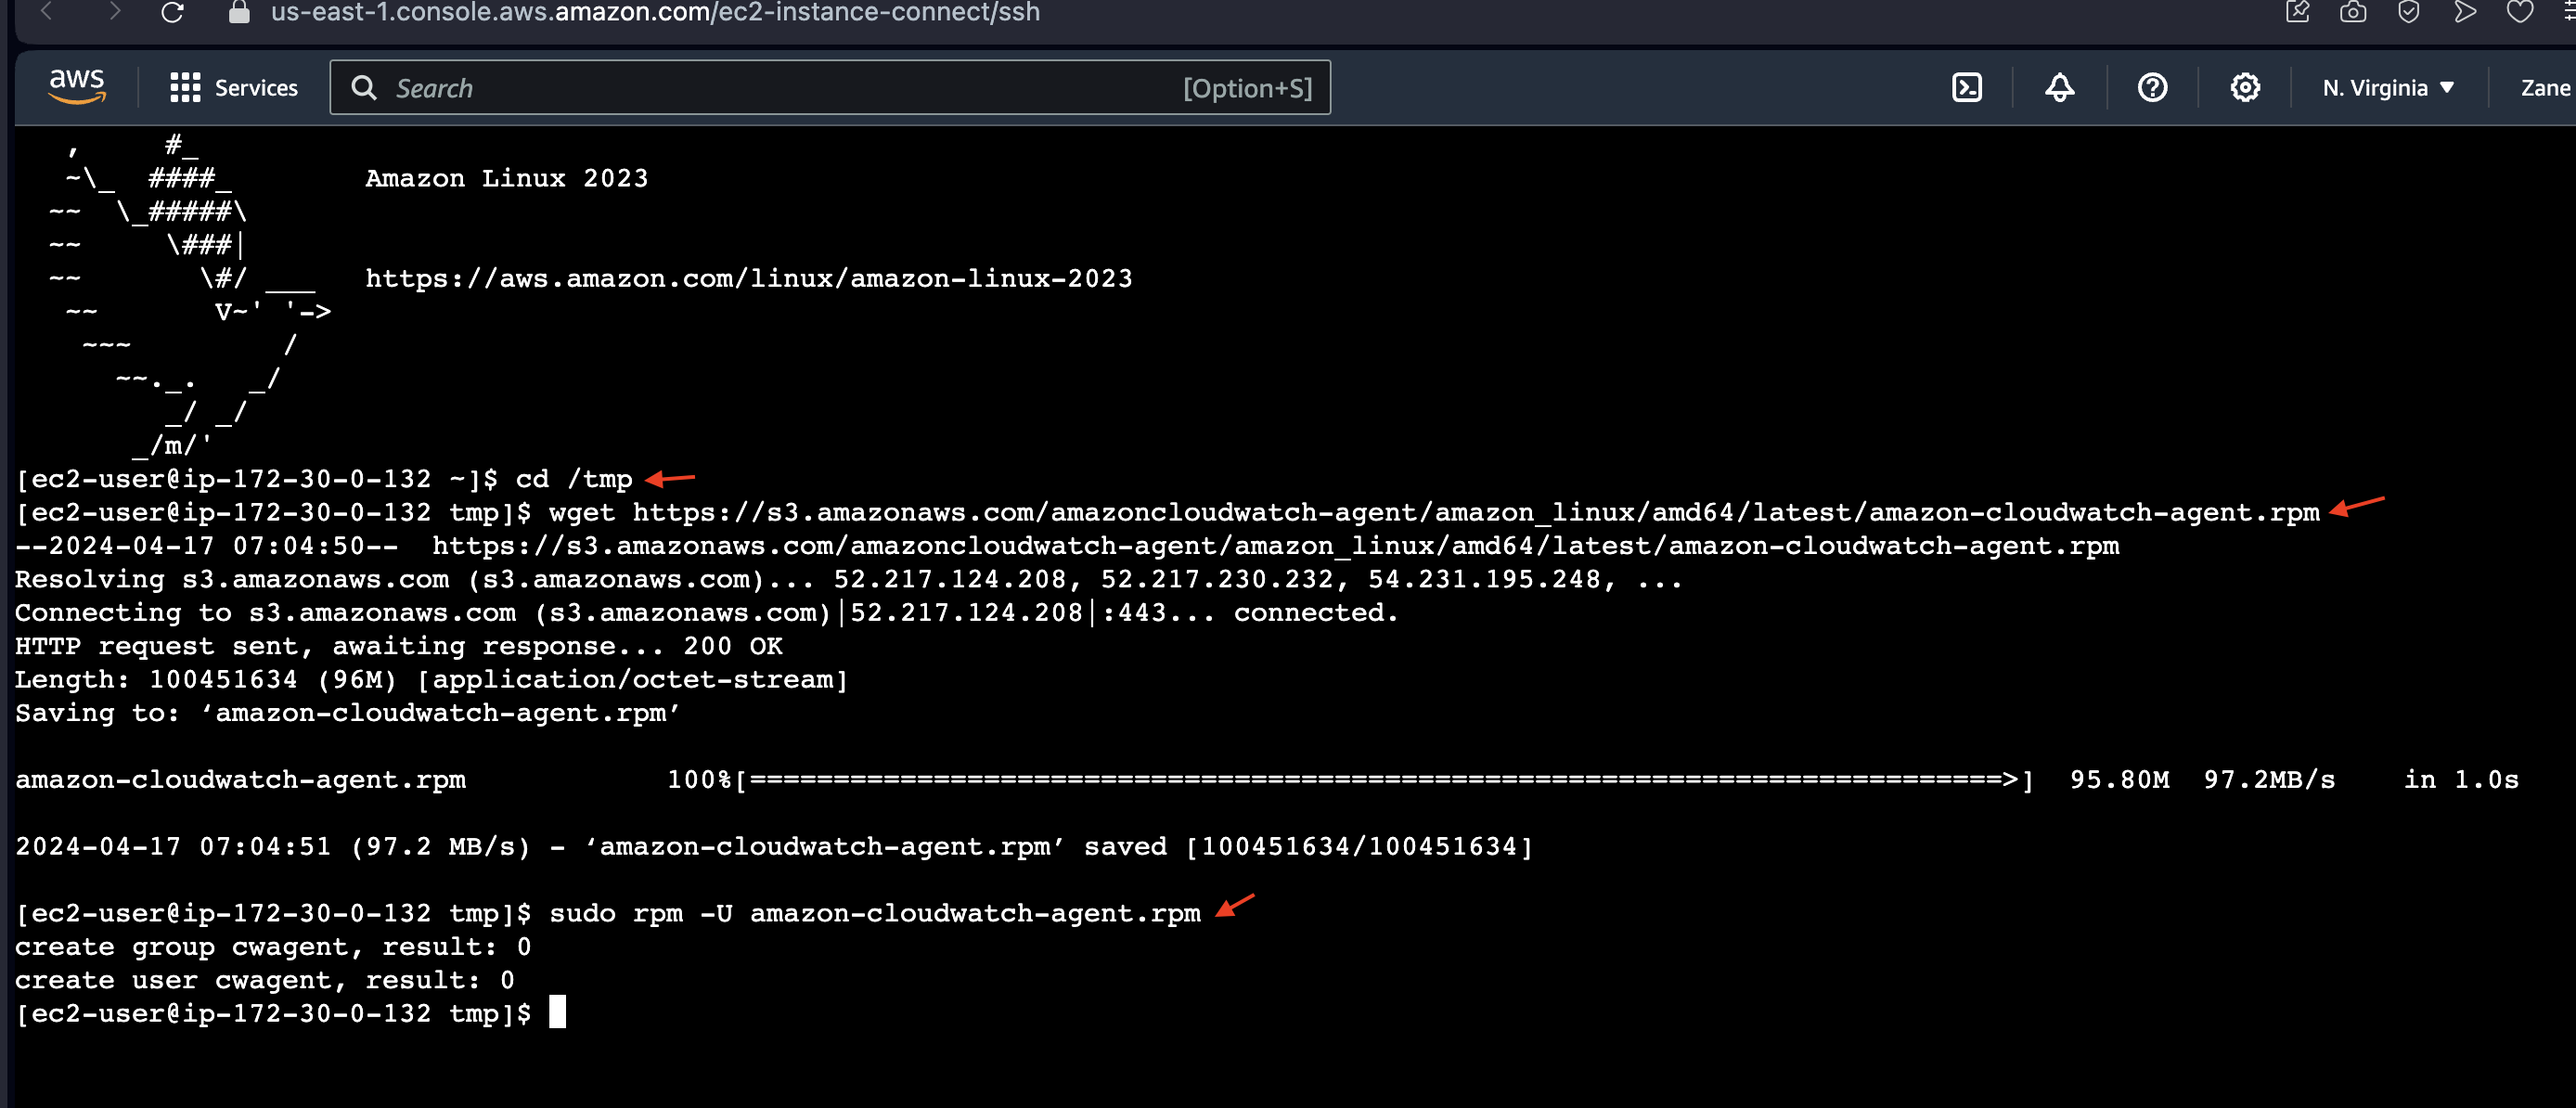 us-east-1.console.aws.amazon.com/ec2-instance-connect/ssh
aws Services Search [Option+S] N. Virginia Zane
,     #_
~\_  ####_        Amazon Linux 2023
~~  \_#####\
~~     \###|
~~       \#/ ___   https://aws.amazon.com/linux/amazon-linux-2023
~~       V~' '->
~~~         /
~~._.   _/
_/ _/
_/m/'
[ec2-user@ip-172-30-0-132 ~]$ cd /tmp
[ec2-user@ip-172-30-0-132 tmp]$ wget https://s3.amazonaws.com/amazoncloudwatch-agent/amazon_linux/amd64/latest/amazon-cloudwatch-agent.rpm
--2024-04-17 07:04:50--  https://s3.amazonaws.com/amazoncloudwatch-agent/amazon_linux/amd64/latest/amazon-cloudwatch-agent.rpm
Resolving s3.amazonaws.com (s3.amazonaws.com)... 52.217.124.208, 52.217.230.232, 54.231.195.248, ...
Connecting to s3.amazonaws.com (s3.amazonaws.com)|52.217.124.208|:443... connected.
HTTP request sent, awaiting response... 200 OK
Length: 100451634 (96M) [application/octet-stream]
Saving to: ‘amazon-cloudwatch-agent.rpm’
amazon-cloudwatch-agent.rpm            100%[===========================================================================>]  95.80M  97.2MB/s    in 1.0s
2024-04-17 07:04:51 (97.2 MB/s) - ‘amazon-cloudwatch-agent.rpm’ saved [100451634/100451634]
[ec2-user@ip-172-30-0-132 tmp]$ sudo rpm -U amazon-cloudwatch-agent.rpm
create group cwagent, result: 0
create user cwagent, result: 0
[ec2-user@ip-172-30-0-132 tmp]$